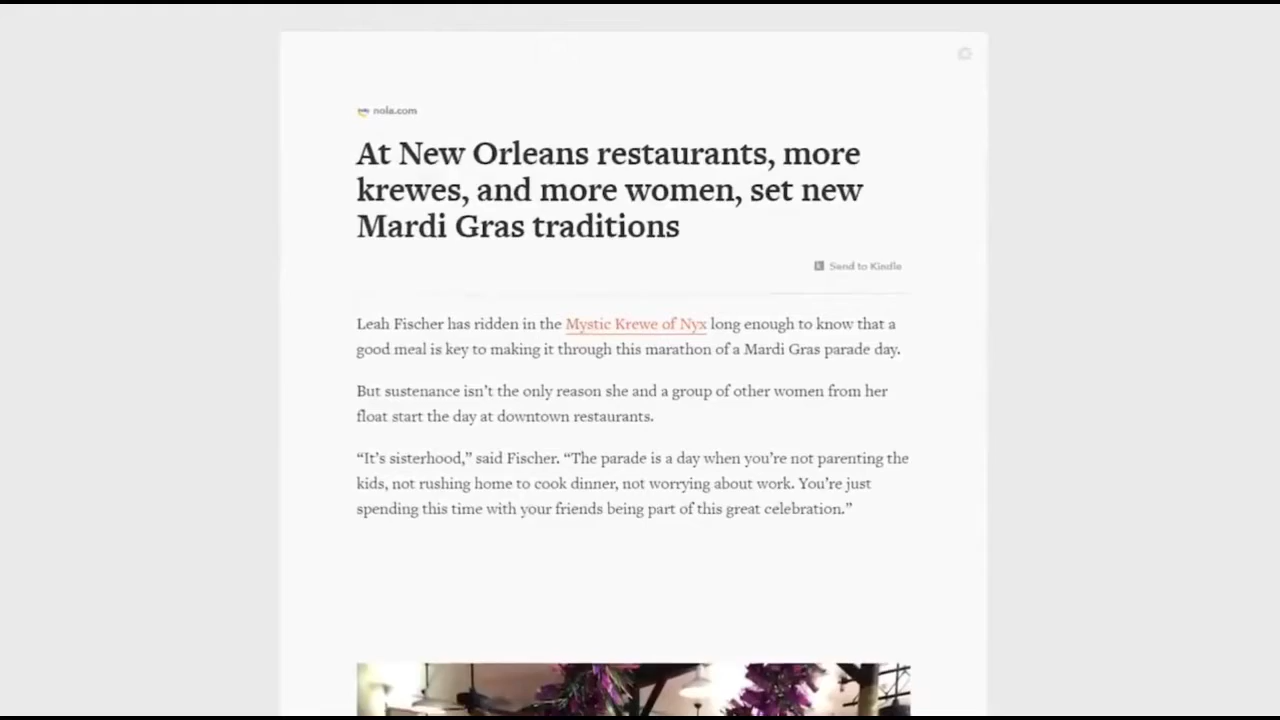 nola.com
At New Orleans restaurants, more
krewes, and more women, set new
Mardi Gras traditions
Send to Kindle
Leah Fischer has ridden in the Mystic Krewe of Nyx long enough to know that a
good meal is key to making it through this marathon of a Mardi Gras parade day.
But sustenance isn’t the only reason she and a group of other women from her
float start the day at downtown restaurants.
“It’s sisterhood,” said Fischer. “The parade is a day when you’re not parenting the
kids, not rushing home to cook dinner, not worrying about work. You’re just
spending this time with your friends being part of this great celebration.”